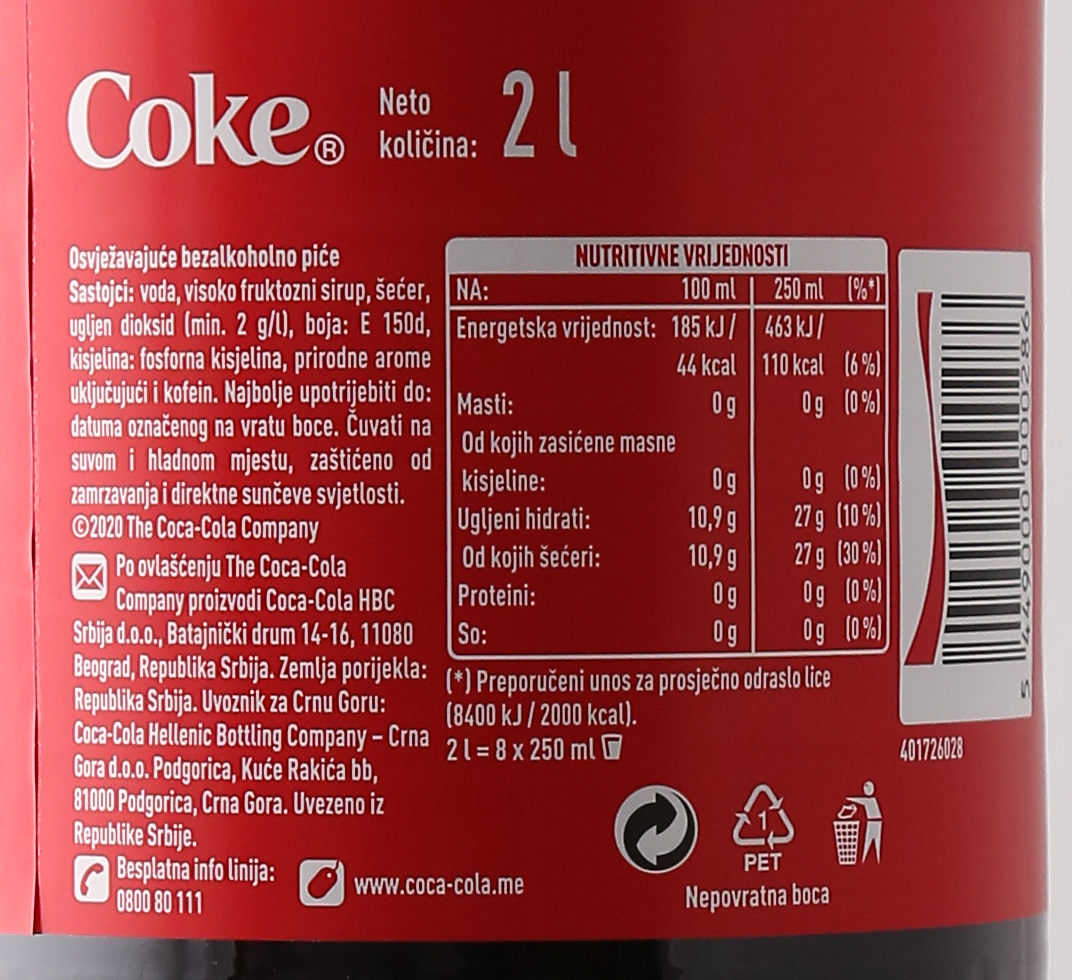 Coke®
Neto
količina: 2 l
Osvježavajuće bezalkoholno piće
Sastojci: voda, visoko fruktozni sirup, šećer,
ugljen dioksid (min. 2 g/l), boja: E 150d,
kisjelina: fosforna kisjelina, prirodne arome
uključujući i kofein. Najbolje upotrijebiti do:
datuma označenog na vratu boce. Čuvati na
suvom i hladnom mjestu, zaštićeno od
zamrzavanja i direktne sunčeve svjetlosti.
©2020 The Coca-Cola Company
Po ovlašćenju The Coca-Cola
Company proizvodi Coca-Cola HBC
Srbija d.o.o., Batajnički drum 14-16, 11080
Beograd, Republika Srbija. Zemlja porijekla:
Republika Srbija. Uvoznik za Crnu Goru:
Coca-Cola Hellenic Bottling Company – Crna
Gora d.o.o. Podgorica, Kuće Rakića bb,
81000 Podgorica, Crna Gora. Uvezeno iz
Republike Srbije.
Besplatna info linija:
0800 80 111
www.coca-cola.me
NUTRITIVNE VRIJEDNOSTI
NA: 100 ml 250 ml (%*)
Energetska vrijednost: 185 kJ / 463 kJ /
44 kcal 110 kcal (6 %)
Masti: 0 g 0 g (0 %)
Od kojih zasićene masne
kisjeline: 0 g 0 g (0 %)
Ugljeni hidrati: 10,9 g 27 g (10 %)
Od kojih šećeri: 10,9 g 27 g (30 %)
Proteini: 0 g 0 g (0 %)
So: 0 g 0 g (0 %)
(*) Preporučeni unos za prosječno odraslo lice
(8400 kJ / 2000 kcal).
2 l = 8 x 250 ml
5 449000 000286
401726028
1
PET
Nepovratna boca